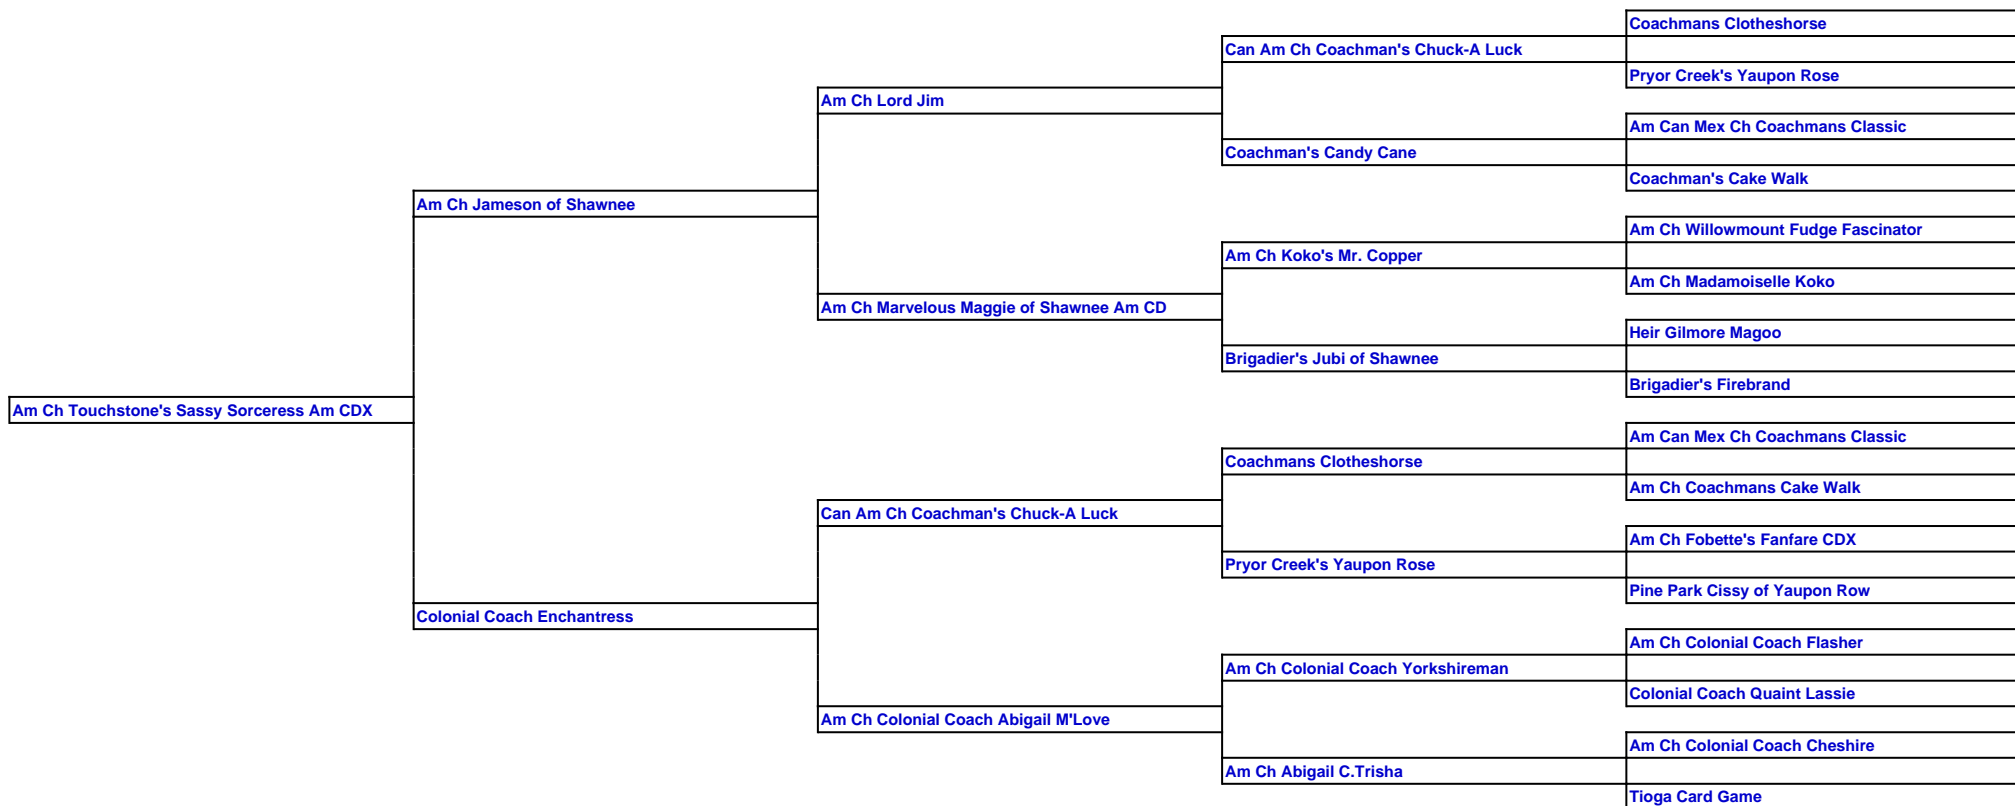 Coachmans Clotheshorse
Can Am Ch Coachman's Chuck-A Luck
Pryor Creek's Yaupon Rose
Am Ch Lord Jim
Am Can Mex Ch Coachmans Classic
Coachman's Candy Cane
Coachman's Cake Walk
Am Ch Jameson of Shawnee
Am Ch Willowmount Fudge Fascinator
Am Ch Koko's Mr. Copper
Am Ch Madamoiselle Koko
Am Ch Marvelous Maggie of Shawnee Am CD
Heir Gilmore Magoo
Brigadier's Jubi of Shawnee
Brigadier's Firebrand
Am Ch Touchstone's Sassy Sorceress Am CDX
Am Can Mex Ch Coachmans Classic
Coachmans Clotheshorse
Am Ch Coachmans Cake Walk
Can Am Ch Coachman's Chuck-A Luck
Am Ch Fobette's Fanfare CDX
Pryor Creek's Yaupon Rose
Pine Park Cissy of Yaupon Row
Colonial Coach Enchantress
Am Ch Colonial Coach Flasher
Am Ch Colonial Coach Yorkshireman
Colonial Coach Quaint Lassie
Am Ch Colonial Coach Abigail M'Love
Am Ch Colonial Coach Cheshire
Am Ch Abigail C.Trisha
Tioga Card Game